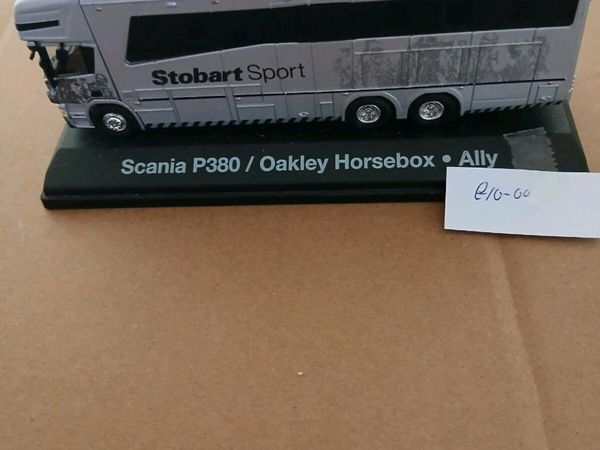 Stobart Sport
Scania P380 / Oakley Horsebox • Ally
£10-00